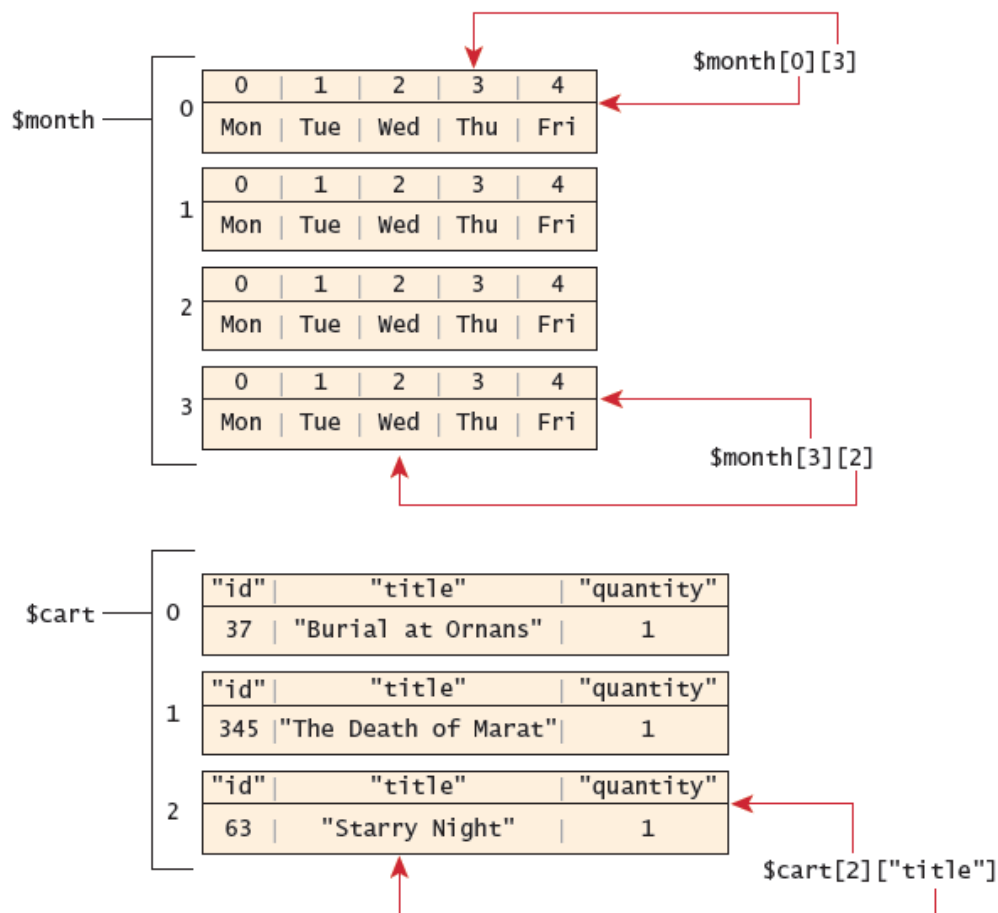 $month[0][3]
0 | 1 | 2 | 3 | 4
$month
0
Mon | Tue | Wed | Thu | Fri
0 | 1 | 2 | 3 | 4
1
Mon | Tue | Wed | Thu | Fri
0 | 1 | 2 | 3 | 4
2
Mon | Tue | Wed | Thu | Fri
0 | 1 | 2 | 3 | 4
3
Mon | Tue | Wed | Thu | Fri
$month[3][2]
"id"| "title" | "quantity"
$cart
0
37 | "Burial at Ornans" | 1
"id"| "title" | "quantity"
1
345 |"The Death of Marat"| 1
"id"| "title" | "quantity"
2
63 | "Starry Night" | 1
$cart[2]["title"]